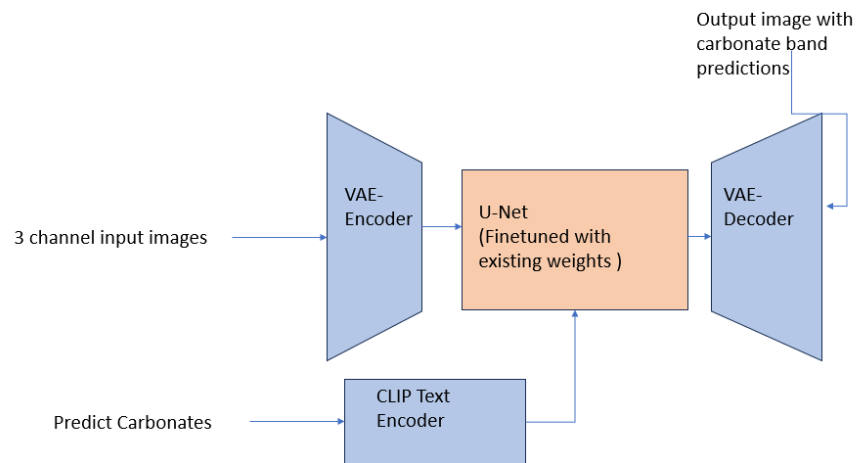 Output image with
carbonate band
predictions
VAE-
Encoder
U-Net
(Finetuned with
existing weights )
VAE-
Decoder
3 channel input images
CLIP Text
Encoder
Predict Carbonates